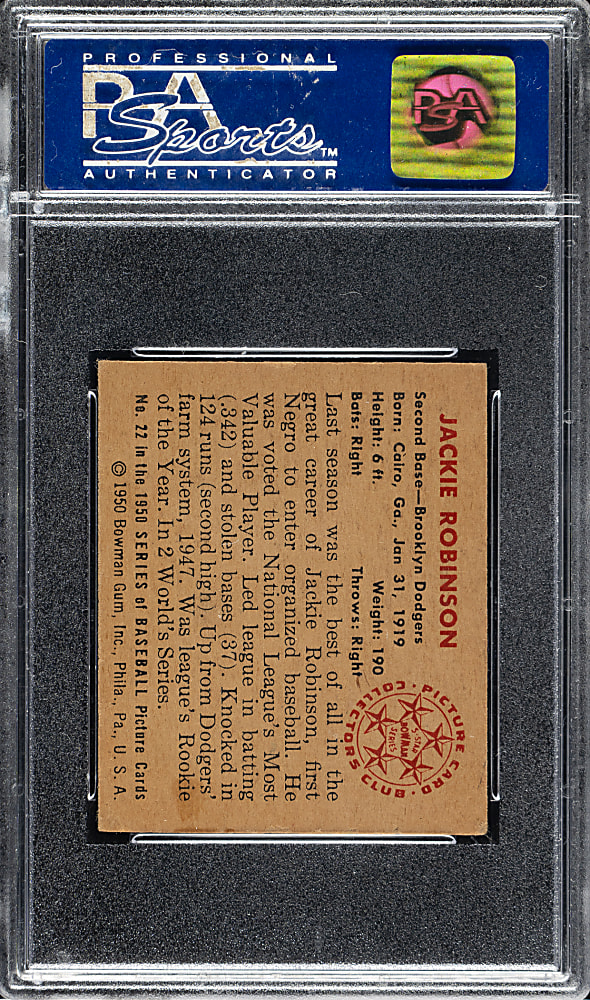 PROFESSIONAL
PSA
Sports™
AUTHENTICATOR
PSA
JACKIE ROBINSON
Second Base—Brooklyn Dodgers
Born: Cairo, Ga., Jan 31, 1919
Height: 6 ft. Weight: 190
Bats: Right Throws: Right
PICTURE CARD COLLECTORS CLUB
5-STAR
BOWMAN
SERIES
Last season was the best of all in the
great career of Jackie Robinson, first
Negro to enter organized baseball. He
was voted the National League's Most
Valuable Player. Led league in batting
(.342) and stolen bases (37). Knocked in
124 runs (second high). Up from Dodgers'
farm system, 1947. Was league's Rookie
of the Year. In 2 World's Series.
No. 22 in the 1950 SERIES of BASEBALL Picture Cards
© 1950 Bowman Gum, Inc., Phila., Pa., U. S. A.